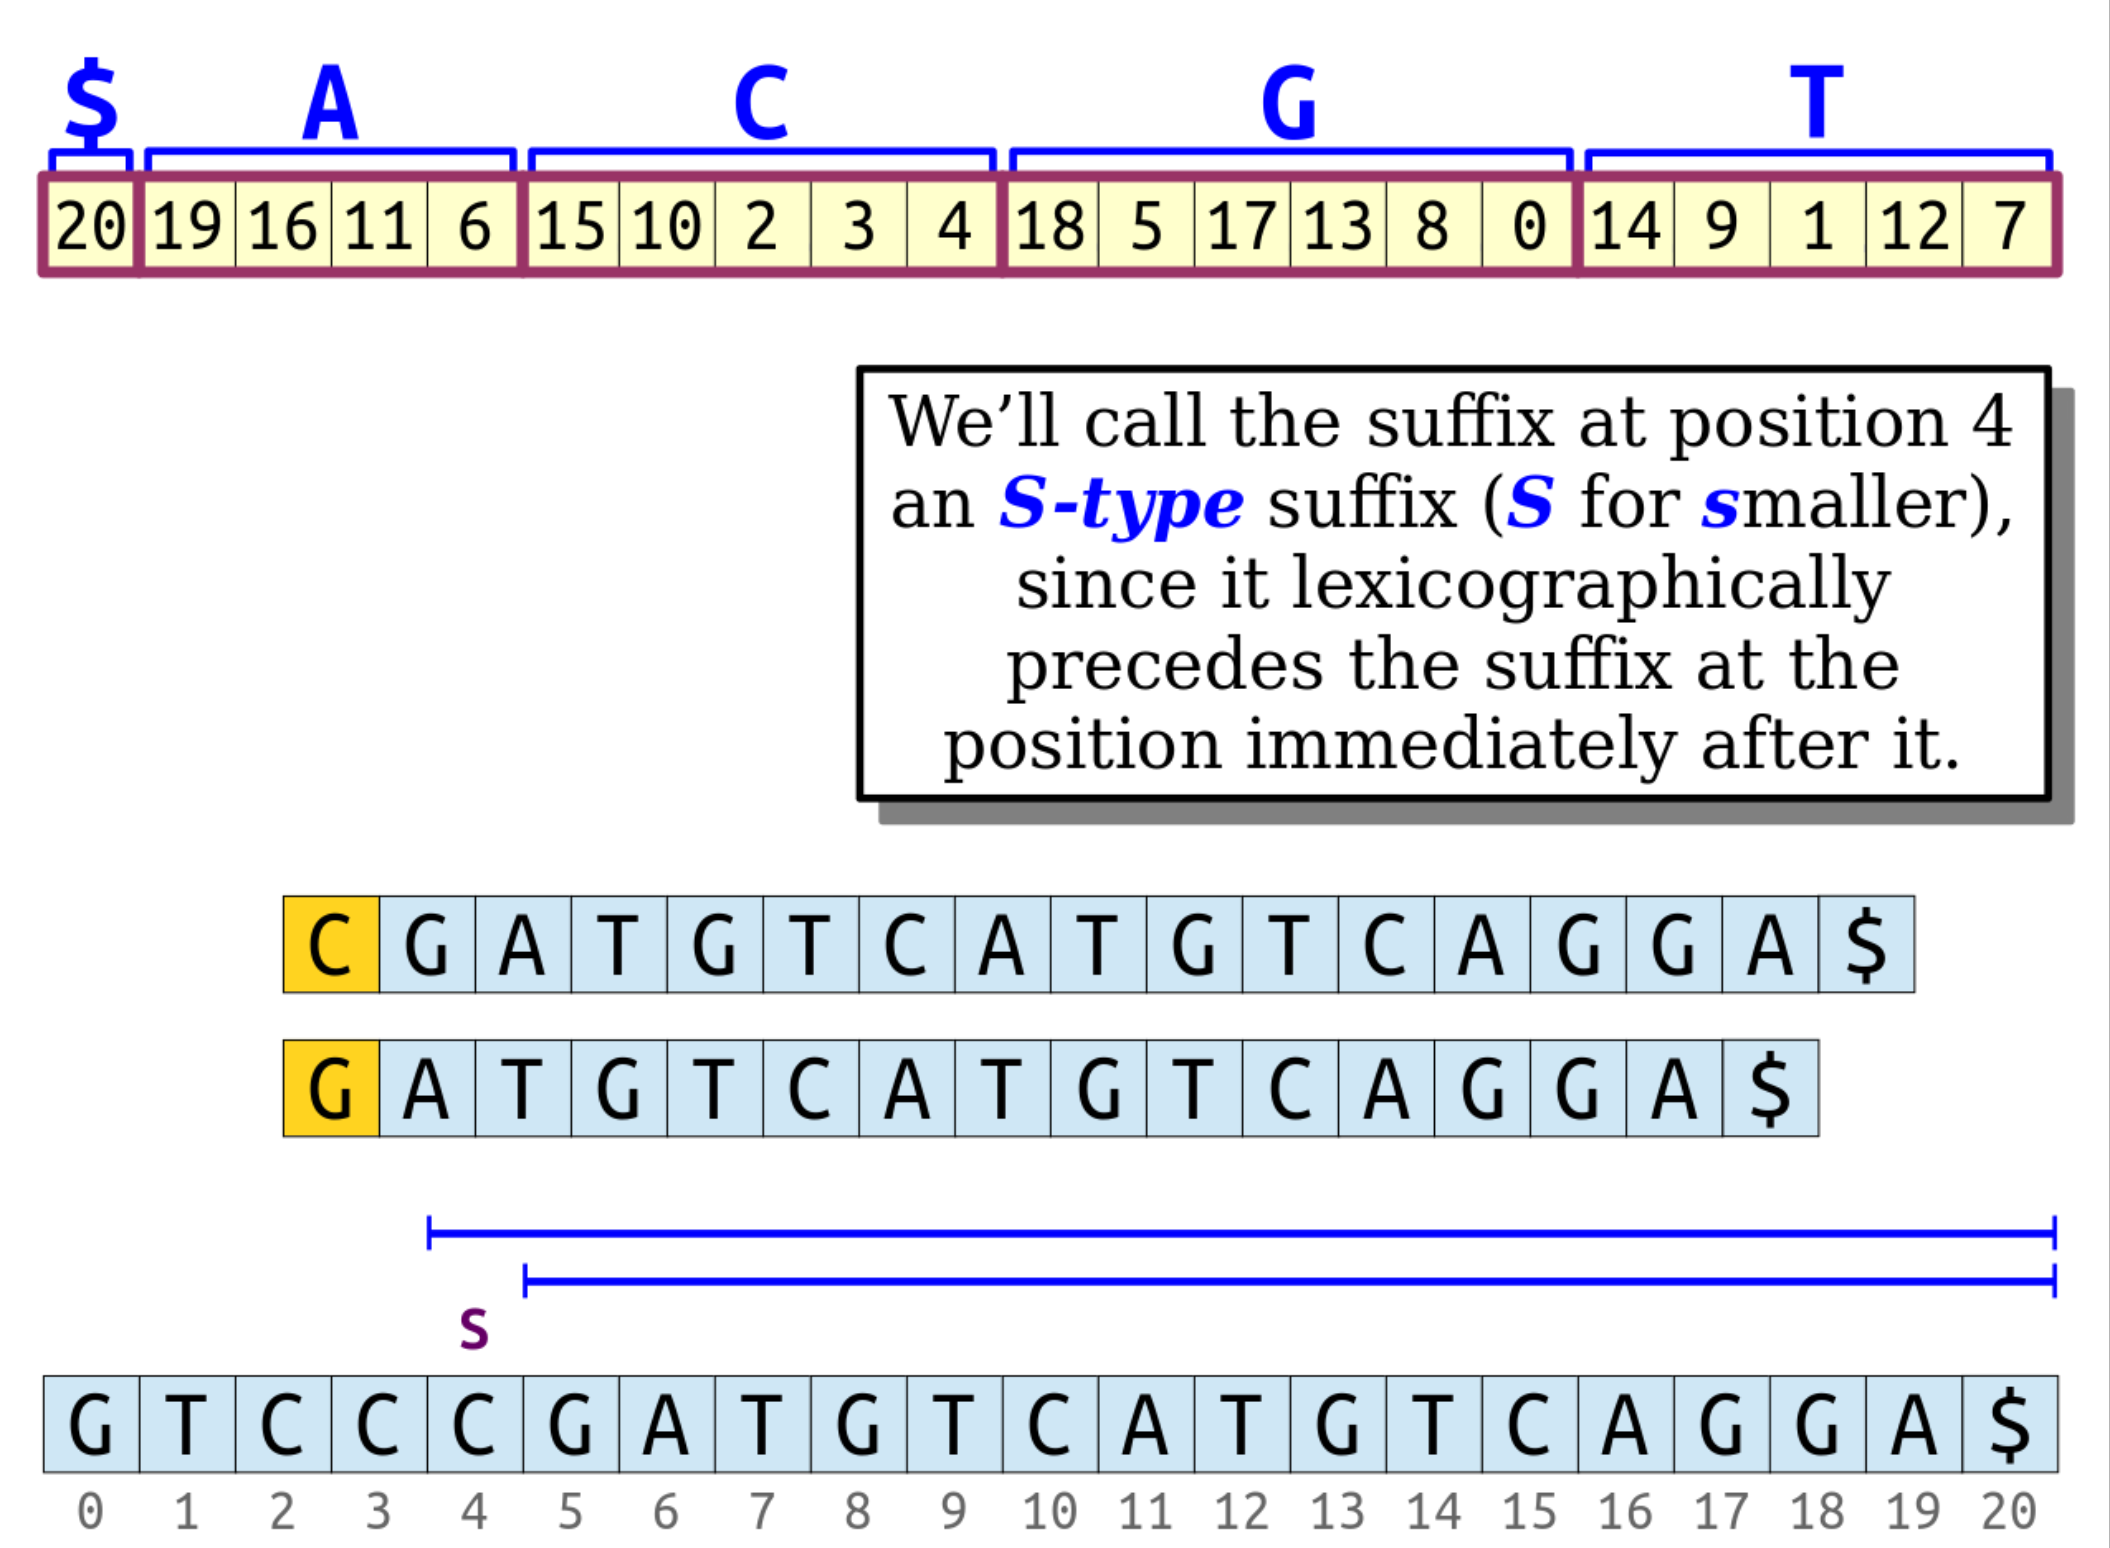 $ A C G T
20 19 16 11 6 15 10 2 3 4 18 5 17 13 8 0 14 9 1 12 7
We’ll call the suffix at position 4
an S-type suffix (S for smaller),
since it lexicographically
precedes the suffix at the
position immediately after it.
C G A T G T C A T G T C A G G A $
G A T G T C A T G T C A G G A $
S
G T C C C G A T G T C A T G T C A G G A $
0 1 2 3 4 5 6 7 8 9 10 11 12 13 14 15 16 17 18 19 20